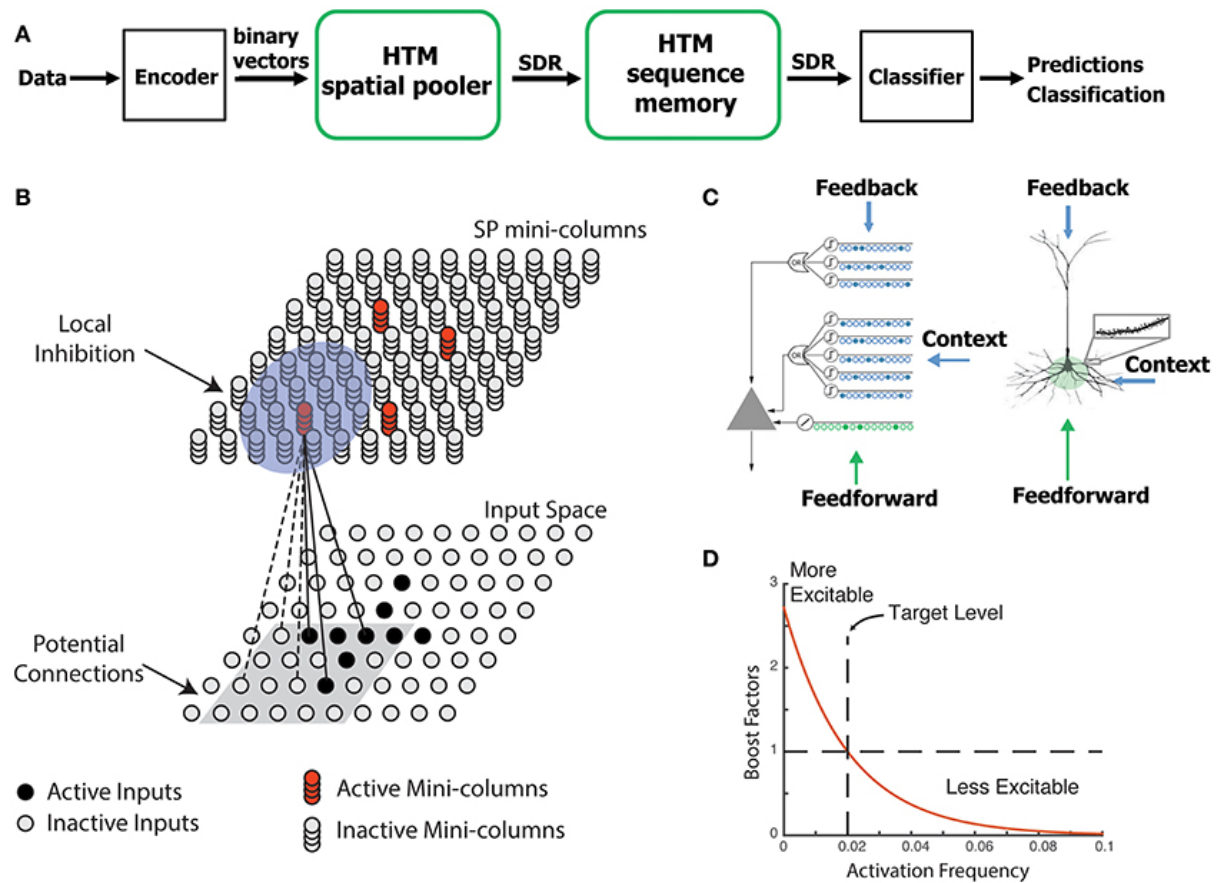 A
Data
Encoder
binary
vectors
HTM
spatial pooler
SDR
HTM
sequence
memory
SDR
Classifier
Predictions
Classification
B
SP mini-columns
Local
Inhibition
Input Space
Potential
Connections
Active Inputs
Inactive Inputs
Active Mini-columns
Inactive Mini-columns
C
Feedback
OR
OR
Context
Feedforward
Feedback
Context
Feedforward
D
More
Excitable
Target Level
Less Excitable
Boost Factors
3
2
1
0
0
0.02
0.04
0.06
0.08
0.1
Activation Frequency